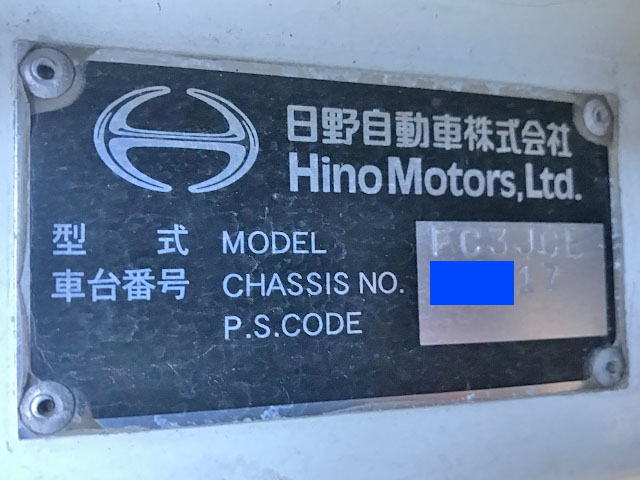 日野自動車株式会社
Hino Motors, Ltd.
型 式 MODEL FC3JCE
車台番号 CHASSIS NO. 17
P.S.CODE